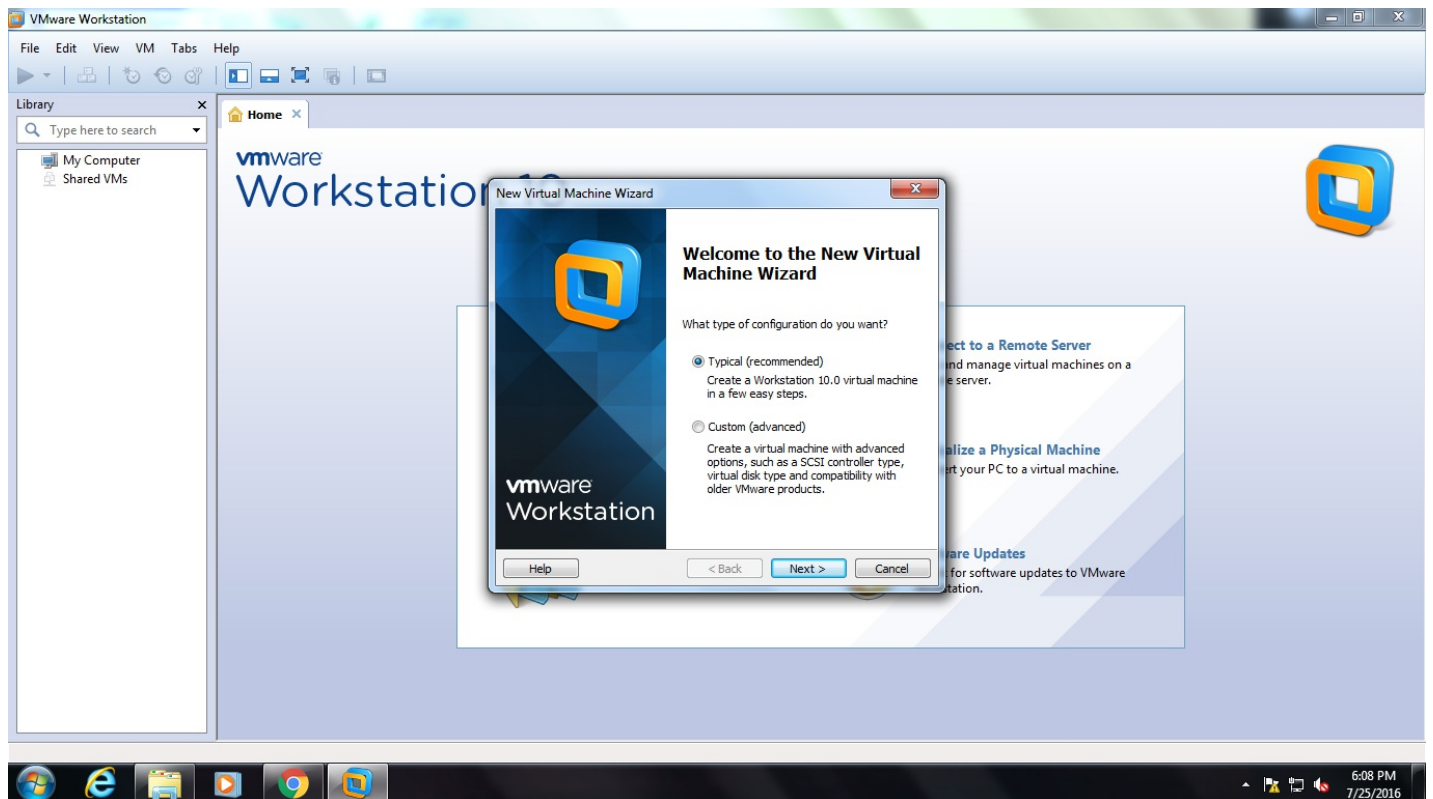 VMware Workstation
File Edit View VM Tabs Help
Library
Type here to search
My Computer
Shared VMs
Home
vmware
Workstation
New Virtual Machine Wizard
Welcome to the New Virtual
Machine Wizard
What type of configuration do you want?
Typical (recommended)
Create a Workstation 10.0 virtual machine
in a few easy steps.
Custom (advanced)
Create a virtual machine with advanced
options, such as a SCSI controller type,
virtual disk type and compatibility with
older VMware products.
vmware
Workstation
Help
< Back
Next >
Cancel
ect to a Remote Server
nd manage virtual machines on a
e server.
alize a Physical Machine
ert your PC to a virtual machine.
are Updates
for software updates to VMware
tation.
6:08 PM
7/25/2016